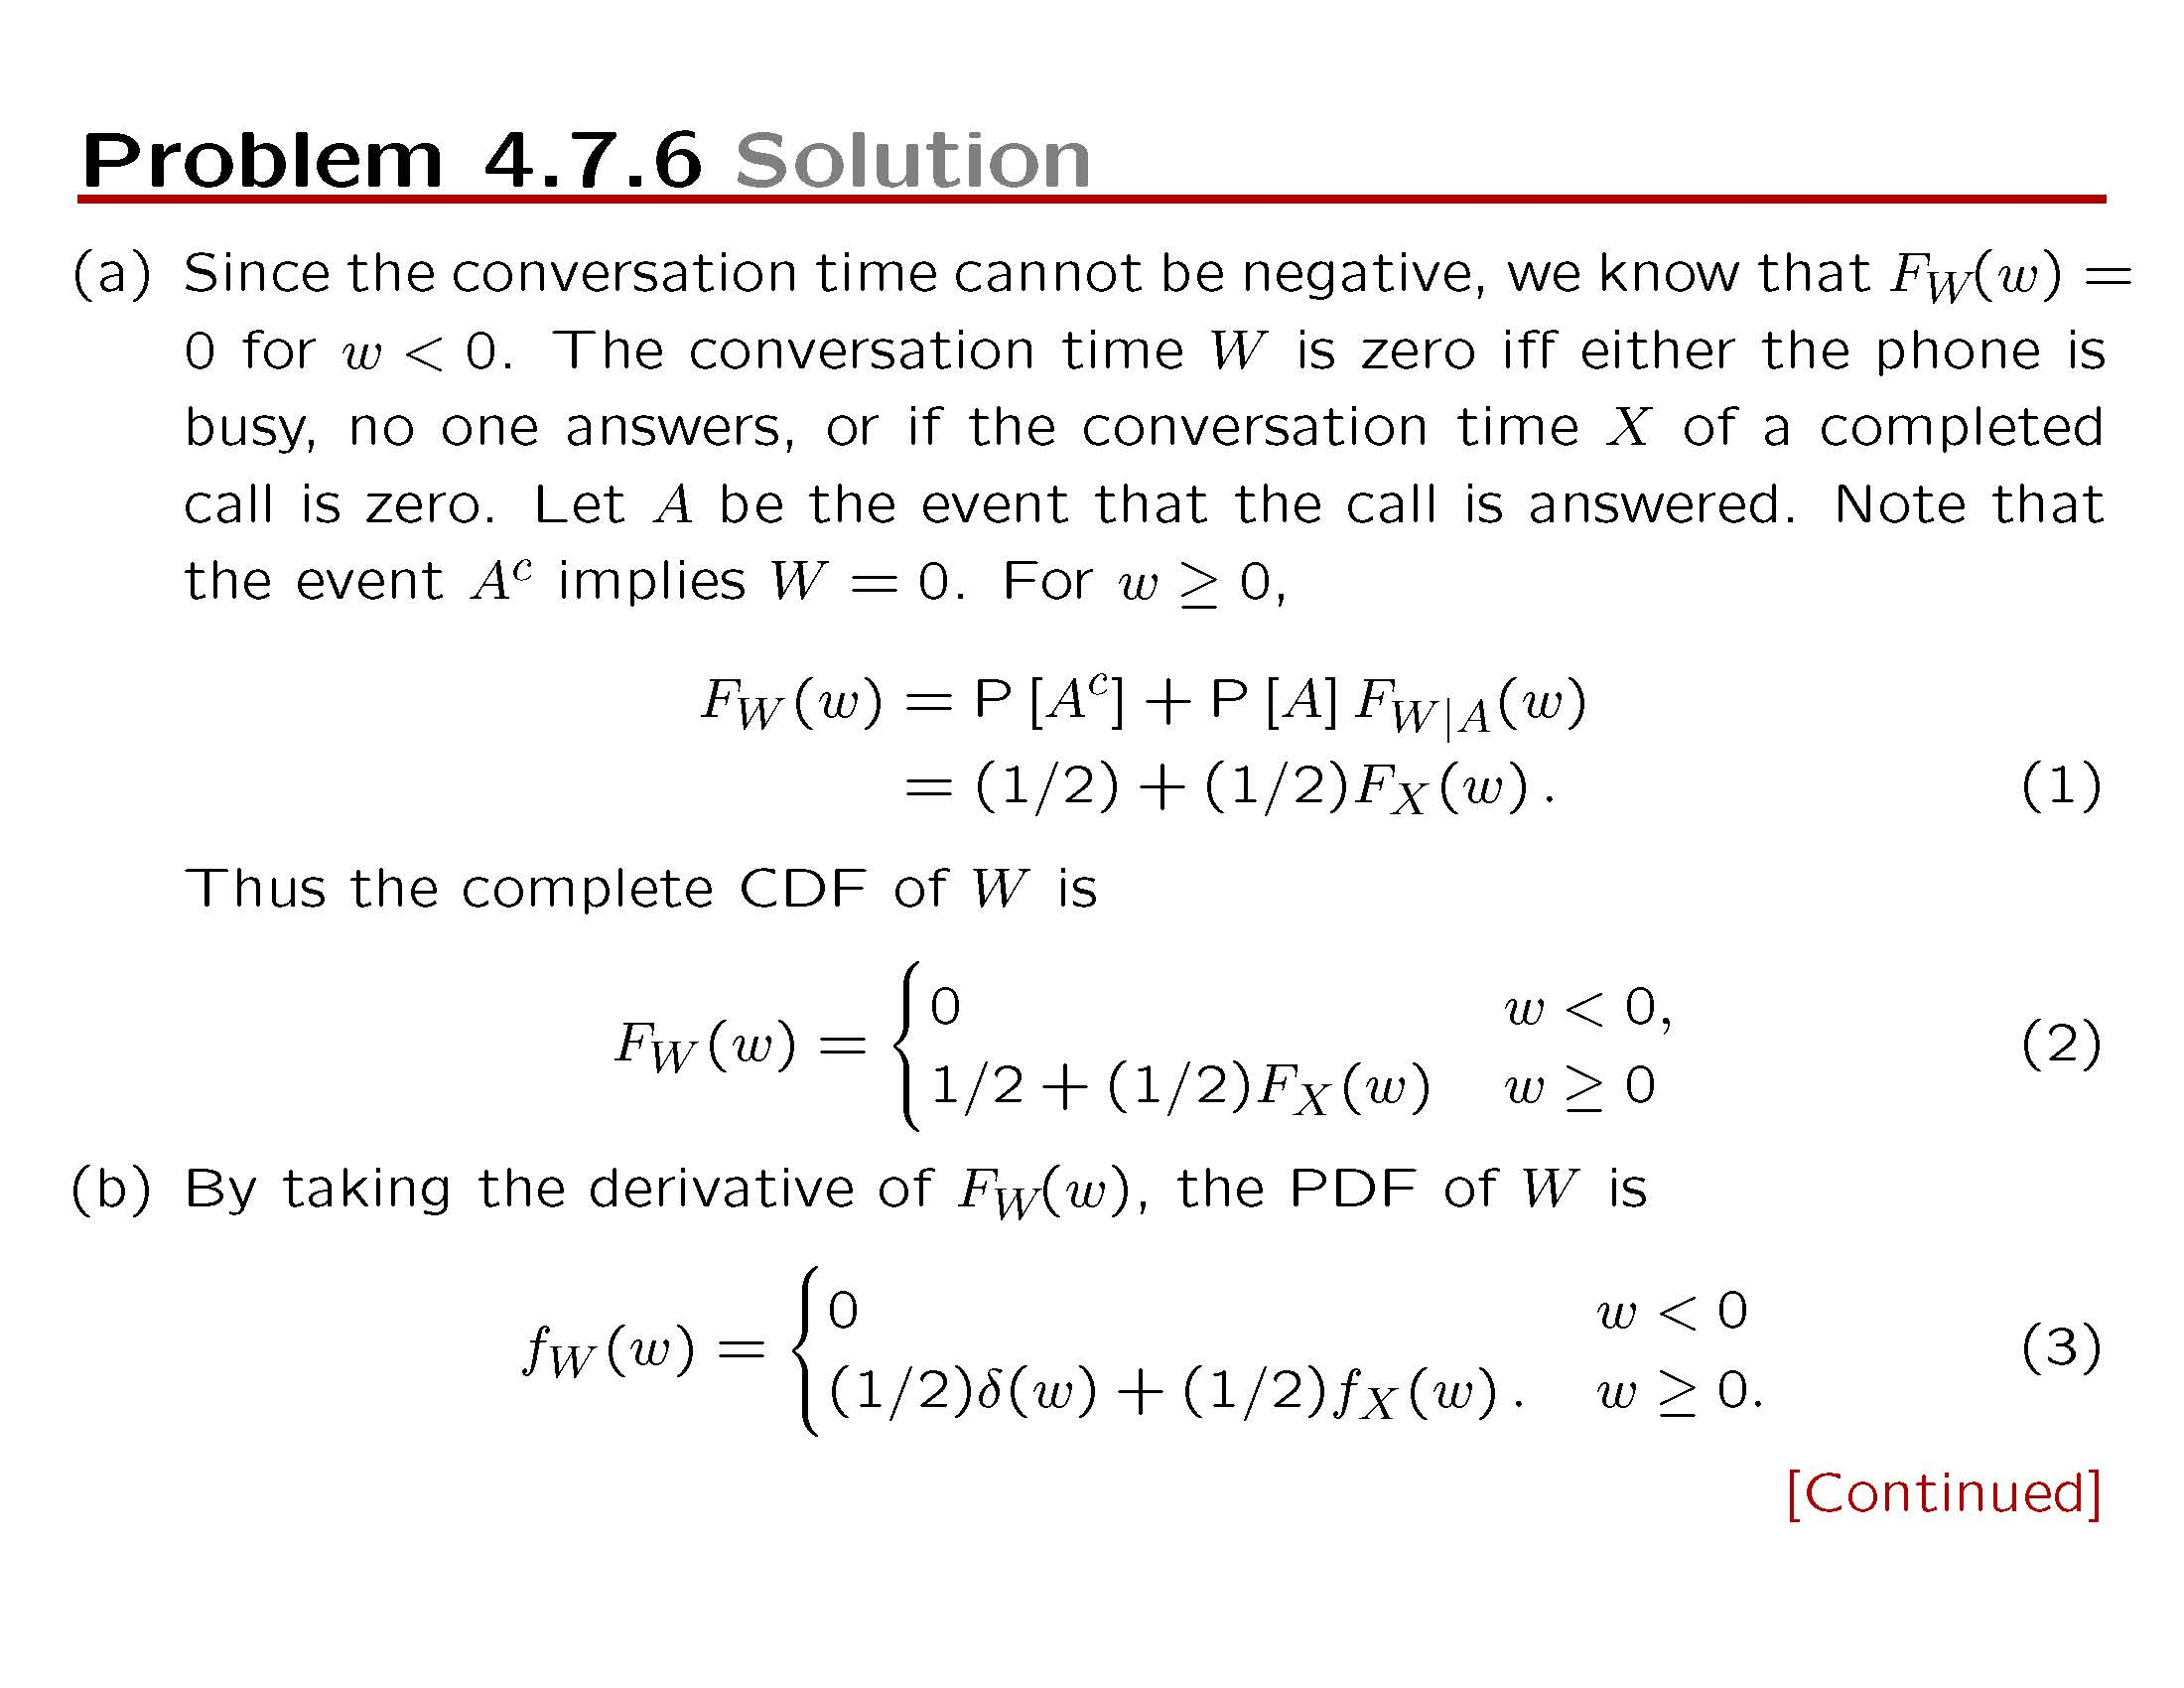 Problem 4.7.6 Solution
(a) Since the conversation time cannot be negative, we know that F_W(w) =
0 for w < 0. The conversation time W is zero iff either the phone is
busy, no one answers, or if the conversation time X of a completed
call is zero. Let A be the event that the call is answered. Note that
the event A^c implies W = 0. For w ≥ 0,
F_W(w) = P [A^c] + P [A] F_{W|A}(w)
= (1/2) + (1/2)F_X(w) . (1)
Thus the complete CDF of W is
F_W(w) = { 0 w < 0,
1/2 + (1/2)F_X(w) w ≥ 0 (2)
(b) By taking the derivative of F_W(w), the PDF of W is
f_W(w) = { 0 w < 0
(1/2)δ(w) + (1/2)f_X(w) . w ≥ 0. (3)
[Continued]